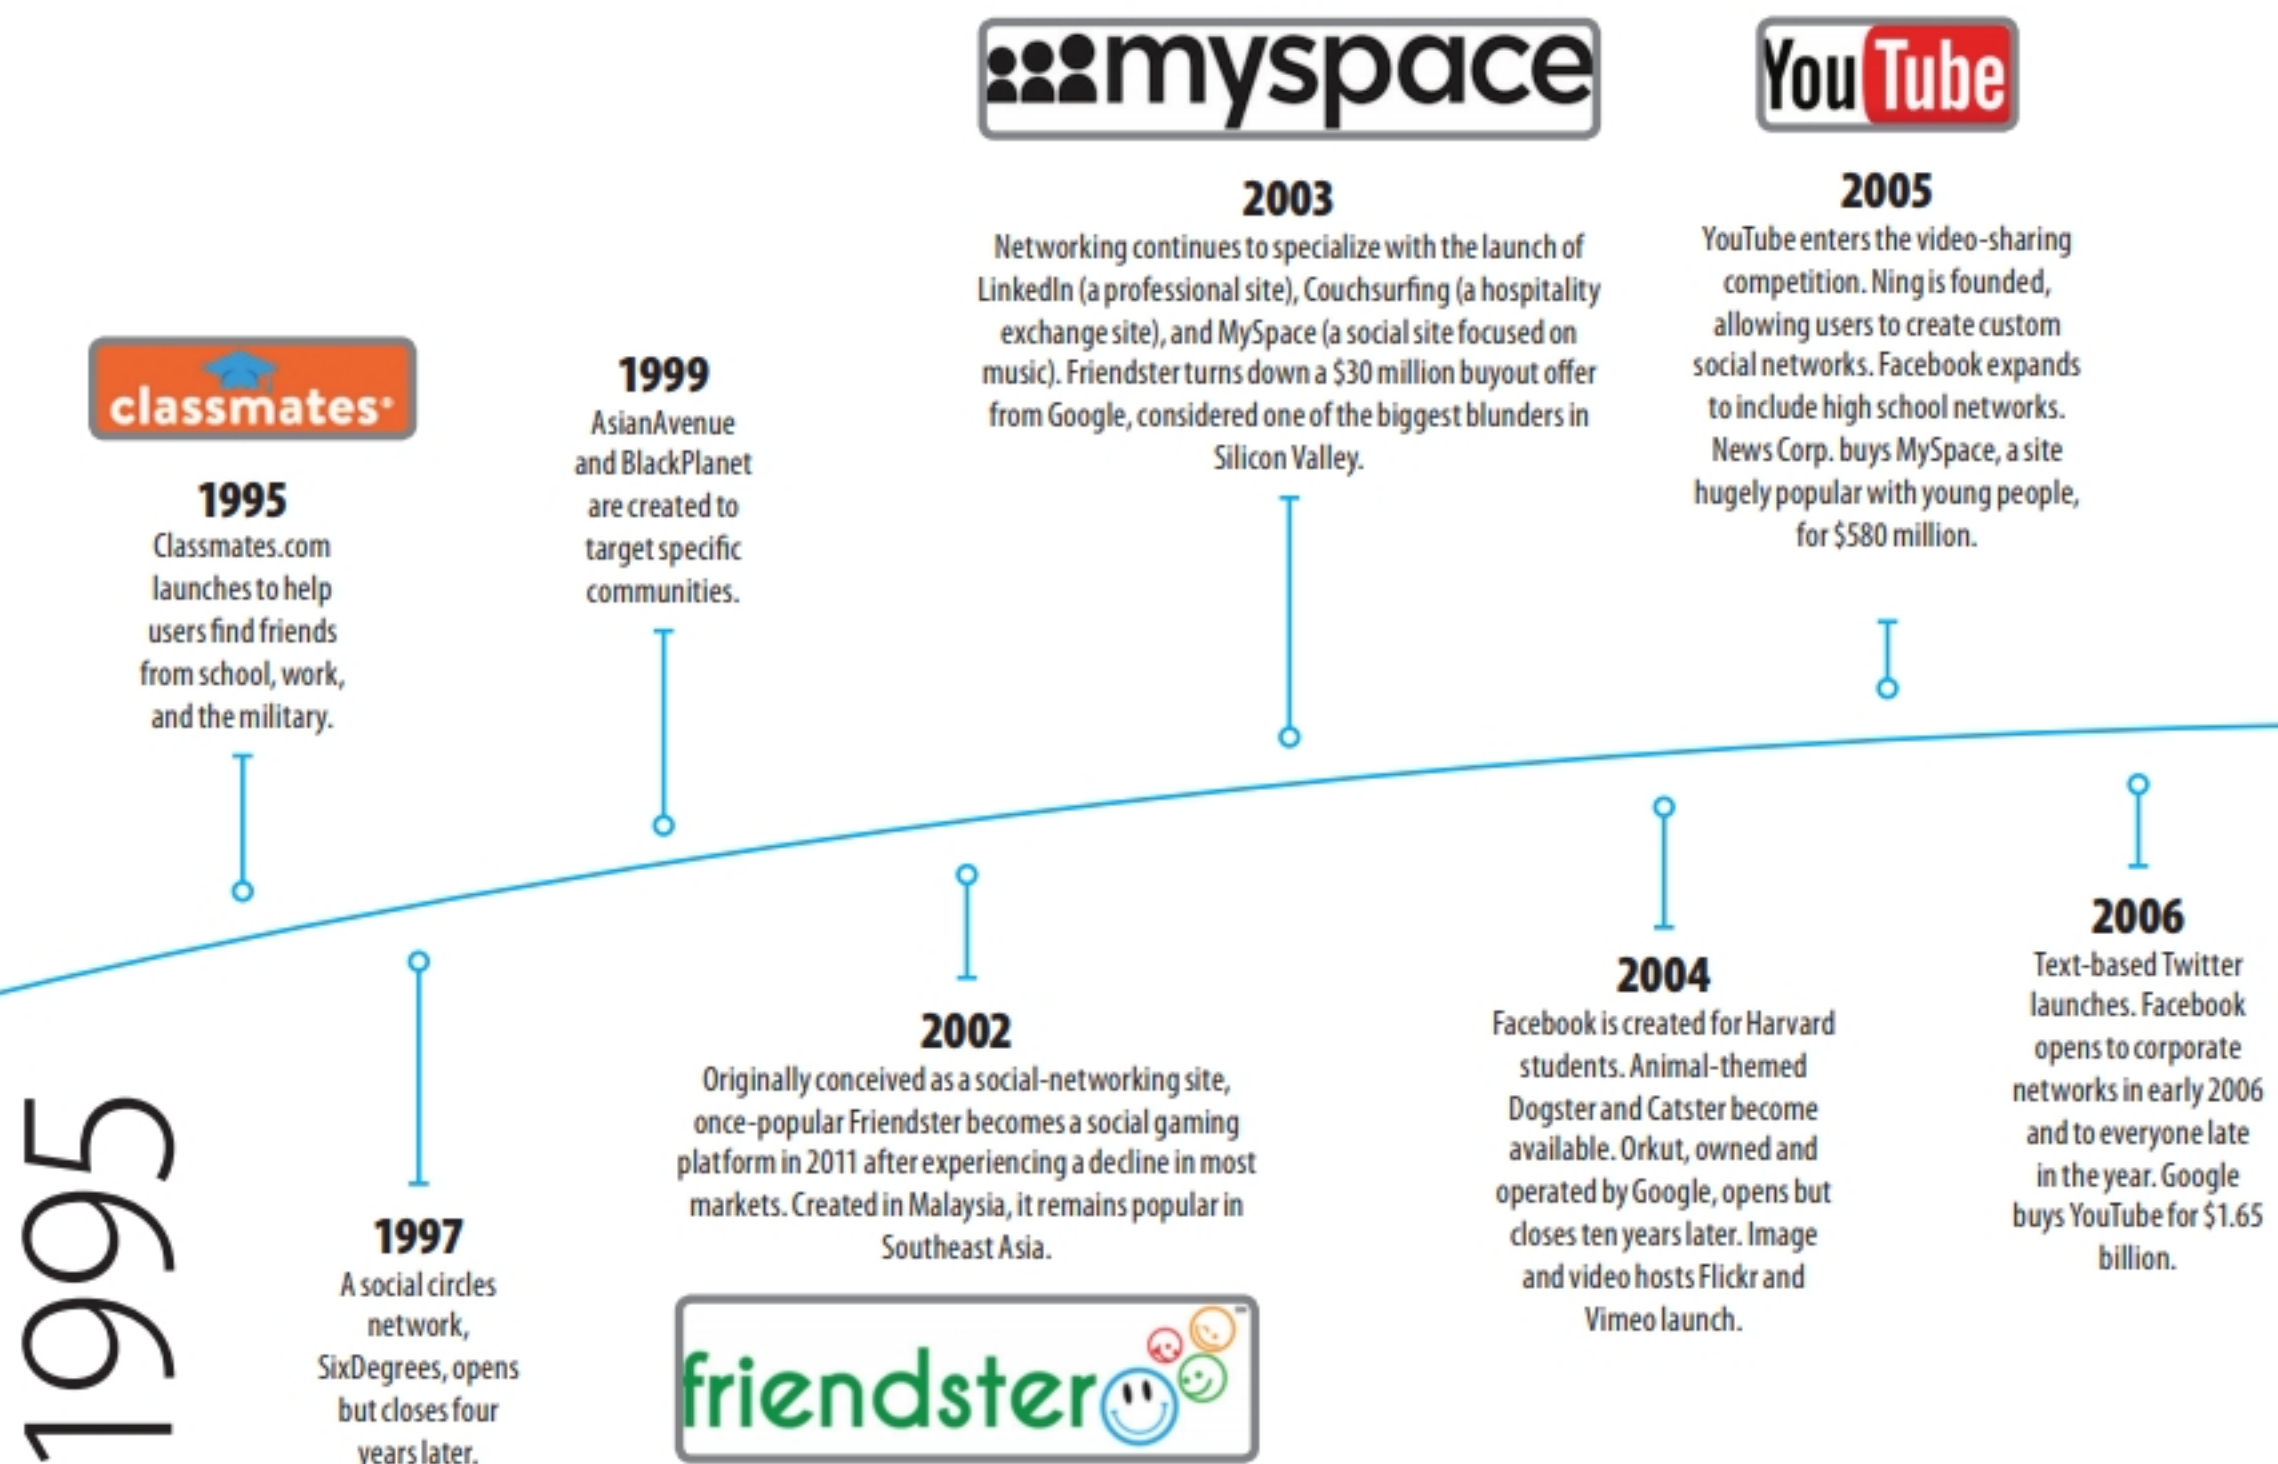 myspace
YouTube
2003
Networking continues to specialize with the launch of
LinkedIn (a professional site), Couchsurfing (a hospitality
exchange site), and MySpace (a social site focused on
music). Friendster turns down a $30 million buyout offer
from Google, considered one of the biggest blunders in
Silicon Valley.
2005
YouTube enters the video-sharing
competition. Ning is founded,
allowing users to create custom
social networks. Facebook expands
to include high school networks.
News Corp. buys MySpace, a site
hugely popular with young people,
for $580 million.
classmates
1995
Classmates.com
launches to help
users find friends
from school, work,
and the military.
1999
AsianAvenue
and BlackPlanet
are created to
target specific
communities.
1995
1997
A social circles
network,
SixDegrees, opens
but closes four
years later.
2002
Originally conceived as a social-networking site,
once-popular Friendster becomes a social gaming
platform in 2011 after experiencing a decline in most
markets. Created in Malaysia, it remains popular in
Southeast Asia.
friendster
2004
Facebook is created for Harvard
students. Animal-themed
Dogster and Catster become
available. Orkut, owned and
operated by Google, opens but
closes ten years later. Image
and video hosts Flickr and
Vimeo launch.
2006
Text-based Twitter
launches. Facebook
opens to corporate
networks in early 2006
and to everyone late
in the year. Google
buys YouTube for $1.65
billion.